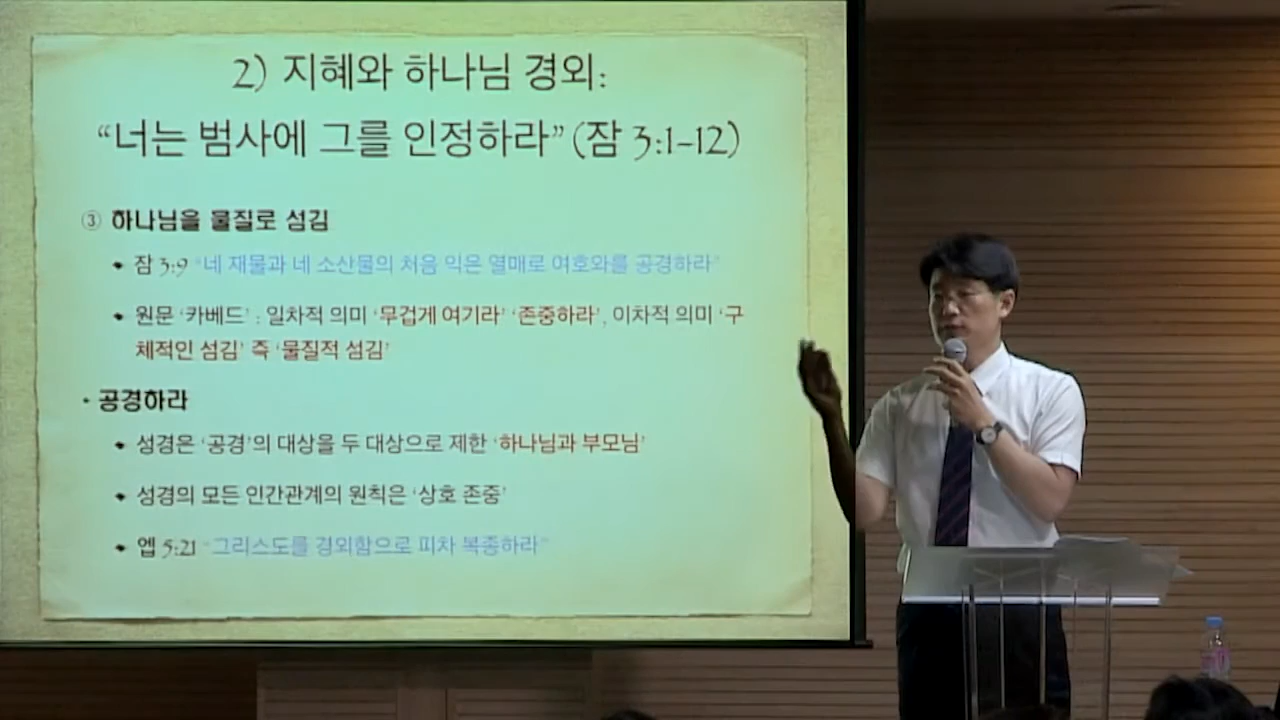 2) 지혜와 하나님 경외:
“너는 범사에 그를 인정하라” (잠 3:1-12)
③ 하나님을 물질로 섬김
잠 3:9 “네 재물과 네 소산물의 처음 익은 열매로 여호와를 공경하라”
원문 ‘카베드’ : 일차적 의미 ‘무겁게 여기라’ ‘존중하라’, 이차적 의미 ‘구
체적인 섬김’ 즉 ‘물질적 섬김’
· 공경하라
성경은 ‘공경’의 대상을 두 대상으로 제한 ‘하나님과 부모님’
성경의 모든 인간관계의 원칙은 ‘상호 존중’
엡 5:21 “그리스도를 경외함으로 피차 복종하라”